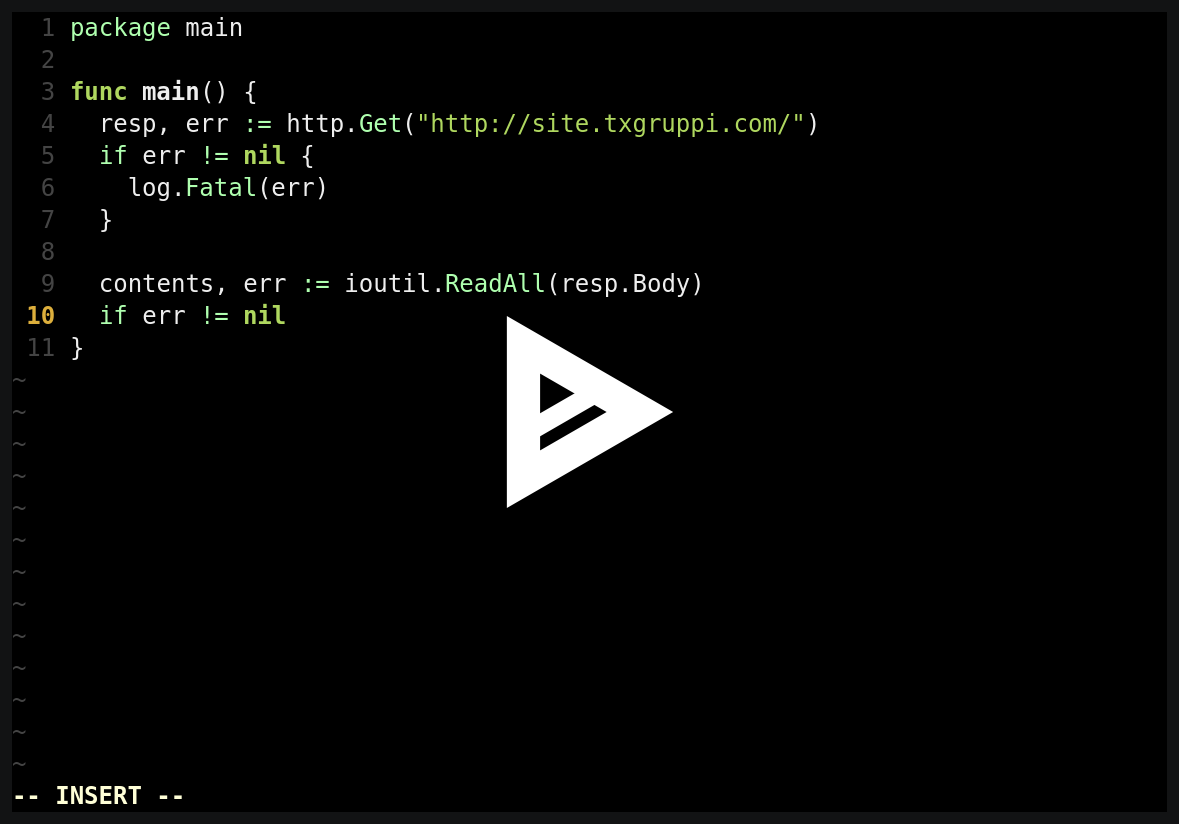 1 package main
2
3 func main() {
4   resp, err := http.Get("http://site.txgruppi.com/")
5   if err != nil {
6     log.Fatal(err)
7   }
8
9   contents, err := ioutil.ReadAll(resp.Body)
10   if err != nil
11 }
~
~
~
~
~
~
~
~
~
~
~
~
~
-- INSERT --